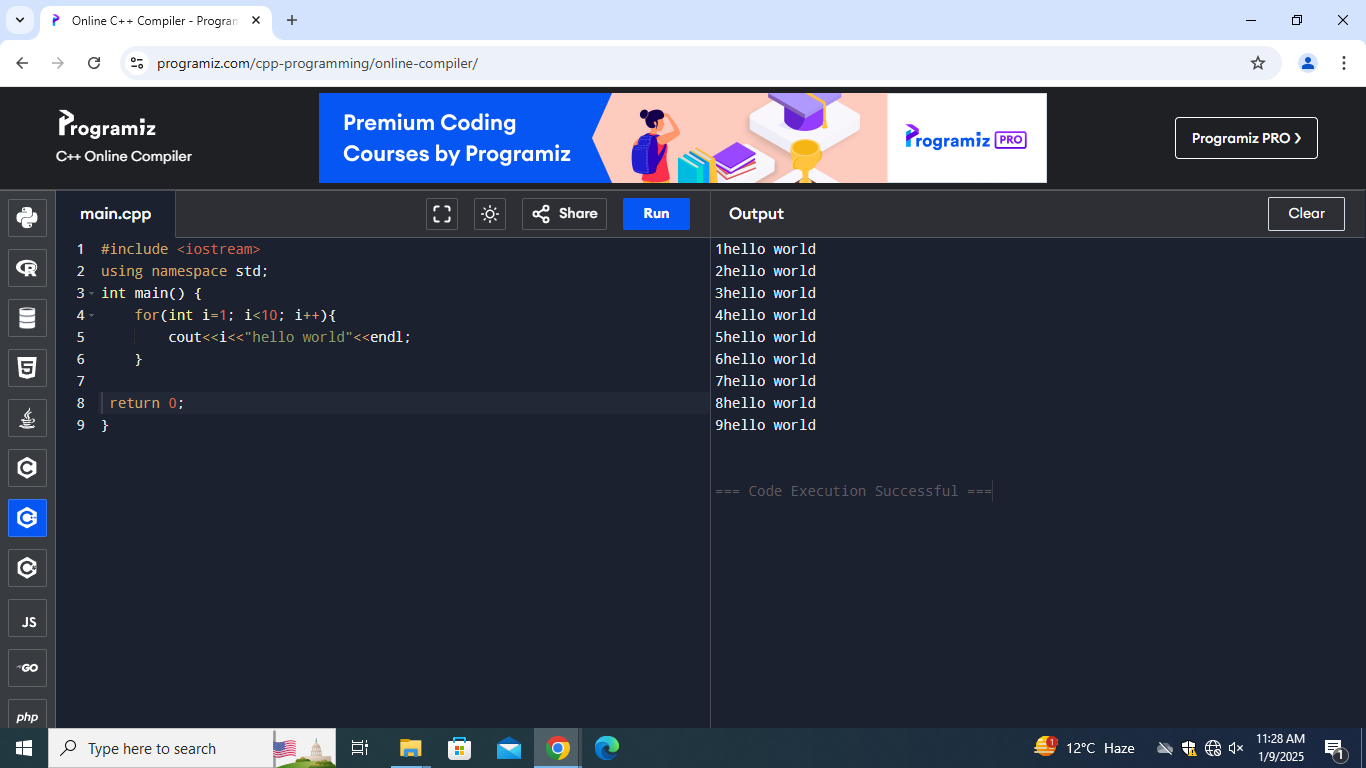 Online C++ Compiler - Program
programiz.com/cpp-programming/online-compiler/
Programiz
C++ Online Compiler
Premium Coding
Courses by Programiz
Programiz PRO
Programiz PRO
main.cpp
Share
Run
Output
Clear
1 #include <iostream>
2 using namespace std;
3 int main() {
4     for(int i=1; i<10; i++){
5         cout<<i<<"hello world"<<endl;
6     }
7
8  return 0;
9 }
1hello world
2hello world
3hello world
4hello world
5hello world
6hello world
7hello world
8hello world
9hello world
=== Code Execution Successful ===
R
5
C
C
JS
GO
php
Type here to search
1
12°C Haze
11:28 AM
1/9/2025
1